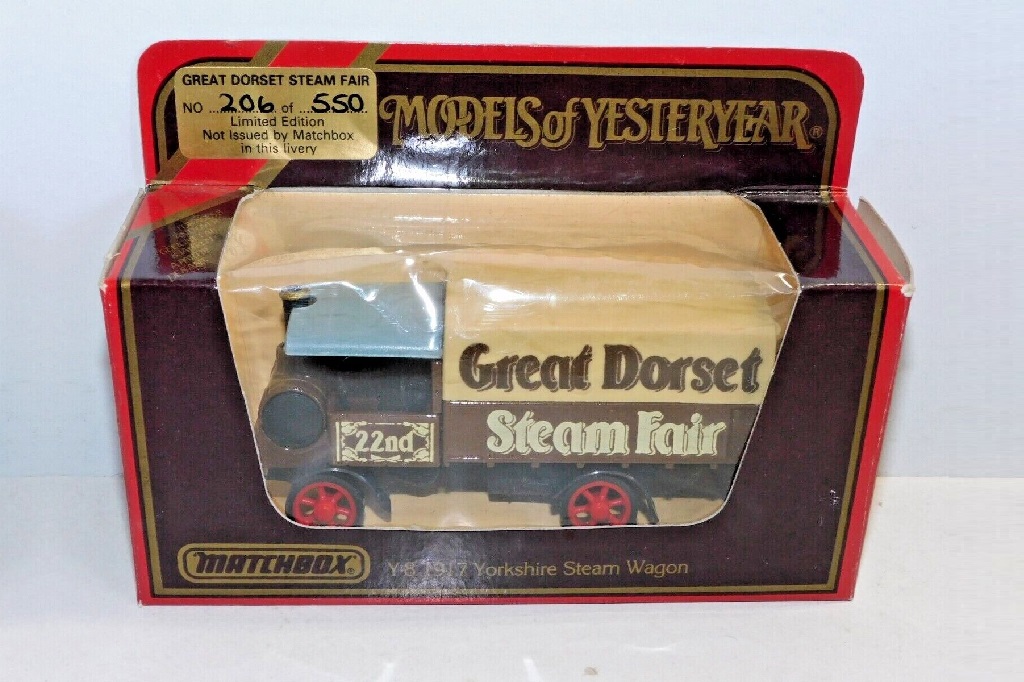 GREAT DORSET STEAM FAIR
NO 206 of 550
Limited Edition
Not Issued by Matchbox
in this livery
MODELS of YESTERYEAR®
Great Dorset
Steam Fair
22nd
MATCHBOX®
Y-8 1917 Yorkshire Steam Wagon